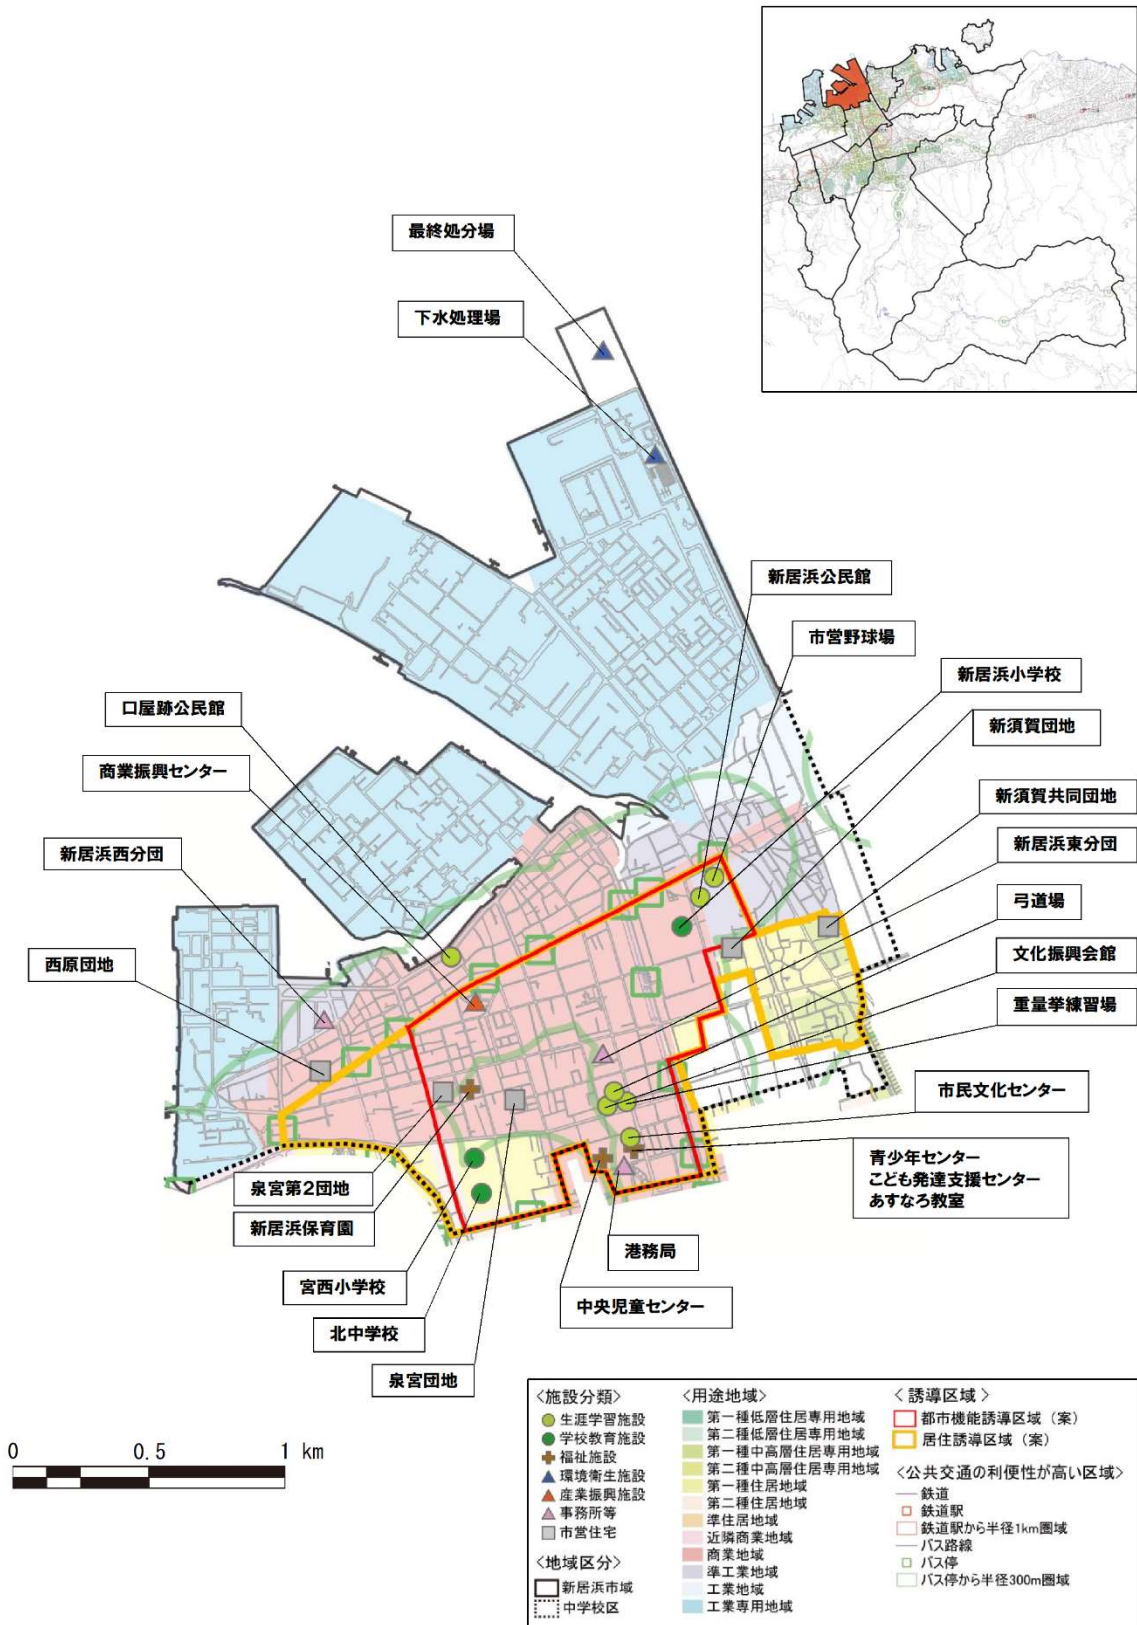 最終処分場
下水処理場
新居浜公民館
市営野球場
新居浜小学校
新須賀団地
新須賀共同団地
新居浜東分団
弓道場
文化振興会館
重量挙練習場
市民文化センター
青少年センター
こども発達支援センター
あすなろ教室
口屋跡公民館
商業振興センター
新居浜西分団
西原団地
泉宮第2団地
新居浜保育園
宮西小学校
北中学校
泉宮団地
港務局
中央児童センター
0 0.5 1 km
<施設分類>
生涯学習施設
学校教育施設
福祉施設
環境衛生施設
産業振興施設
事務所等
市営住宅
<地域区分>
新居浜市域
中学校区
<用途地域>
第一種低層住居専用地域
第二種低層住居専用地域
第一種中高層住居専用地域
第二種中高層住居専用地域
第一種住居地域
第二種住居地域
準住居地域
近隣商業地域
商業地域
準工業地域
工業地域
工業専用地域
<誘導区域>
都市機能誘導区域（案）
居住誘導区域（案）
<公共交通の利便性が高い区域>
鉄道
鉄道駅
鉄道駅から半径1km圏域
バス路線
バス停
バス停から半径300m圏域